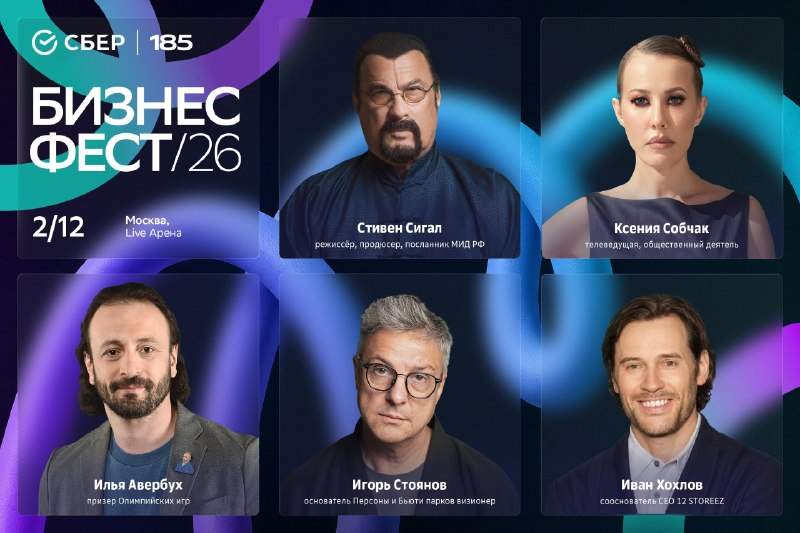 СБЕР | 185
БИЗНЕС
ФЕСТ/26
2/12
Москва,
Live Арена
Стивен Сигал
режиссёр, продюсер, посланник МИД РФ
Ксения Собчак
телеведущая, общественный деятель
Илья Авербух
призер Олимпийских игр
Игорь Стоянов
основатель Персоны и Бьюти парков визионер
Иван Хохлов
сооснователь CEO 12 STOREEZ